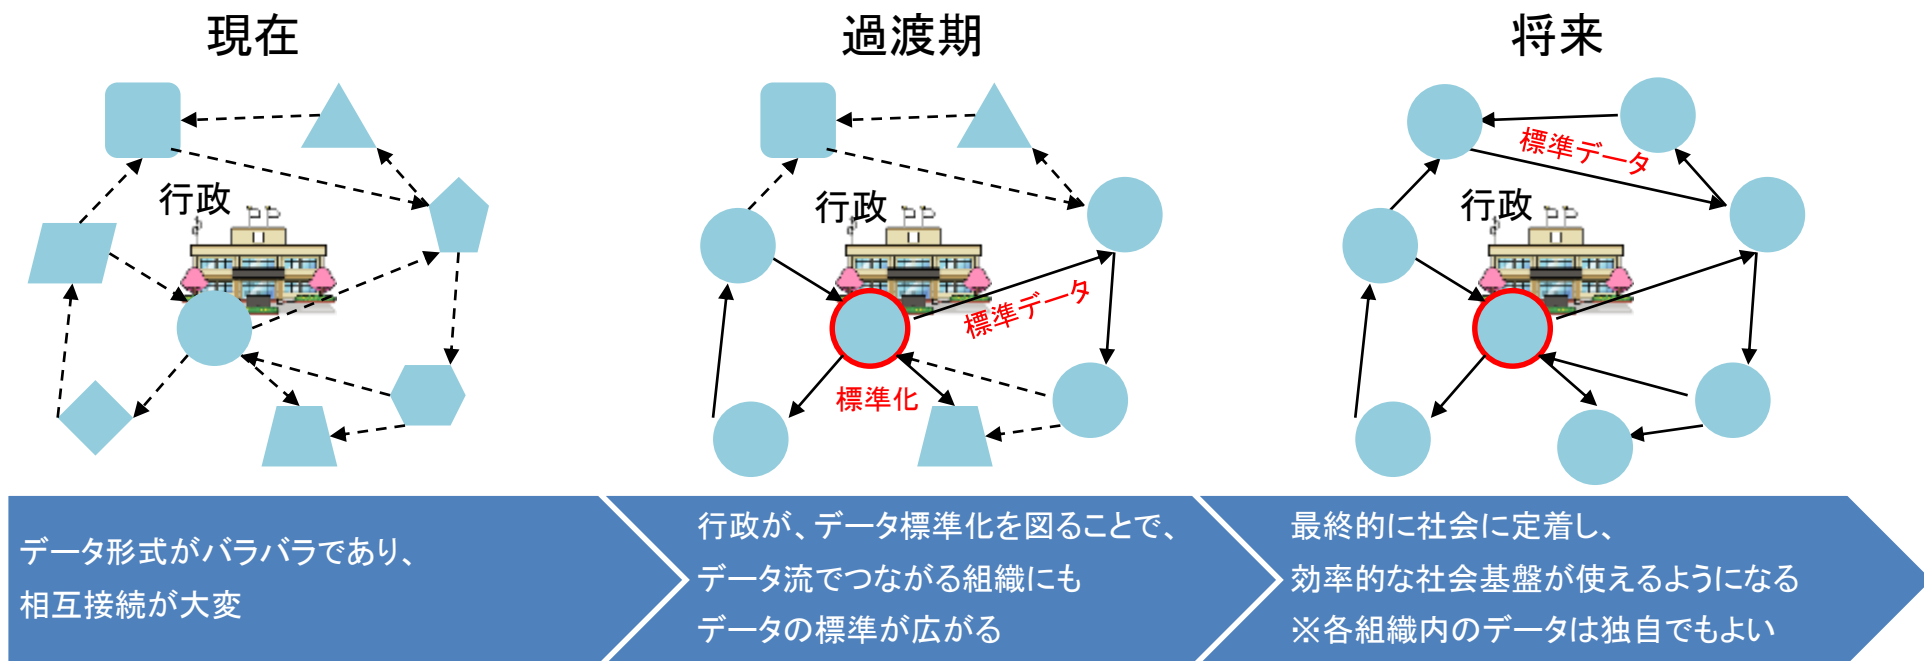 現在
過渡期
将来
行政
行政
行政
標準データ
標準データ
標準化
データ形式がバラバラであり、
相互接続が大変
行政が、データ標準化を図ることで、
データ流でつながる組織にも
データの標準が広がる
最終的に社会に定着し、
効率的な社会基盤が使えるようになる
※各組織内のデータは独自でもよい